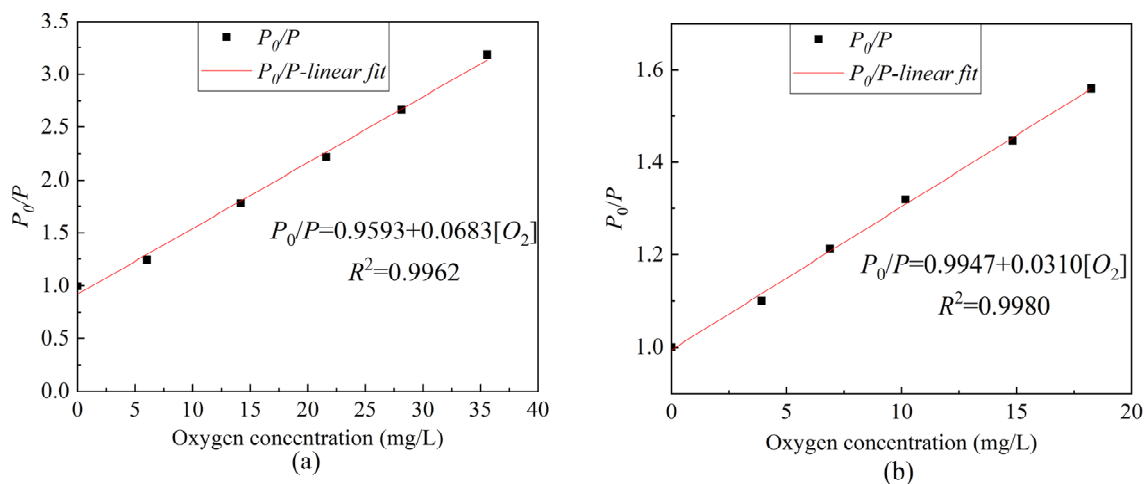 3.5
3.0
2.5
2.0
1.5
1.0
0.5
0.0
P₀/P
P₀/P
P₀/P-linear fit
P₀/P=0.9593+0.0683[O₂]
R²=0.9962
0 5 10 15 20 25 30 35 40
Oxygen concentration (mg/L)
(a)
1.6
1.4
1.2
1.0
P₀/P
P₀/P
P₀/P-linear fit
P₀/P=0.9947+0.0310[O₂]
R²=0.9980
0 5 10 15 20
Oxygen concentration (mg/L)
(b)